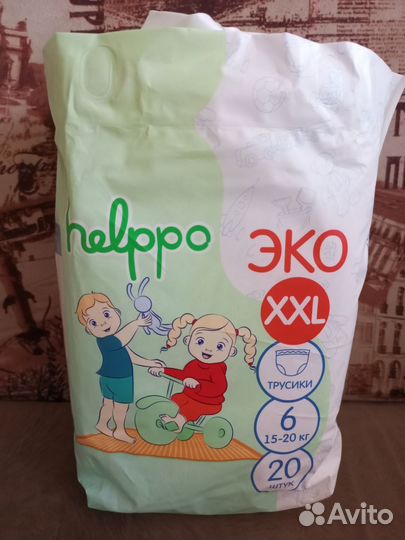 helppo
ЭКО
XXL
ТРУСИКИ
6
15-20 КГ
20
ШТУК
Avito